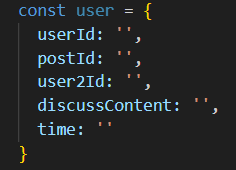 const user = {
userId: '',
postId: '',
user2Id: '',
discussContent: '',
time: ''
}